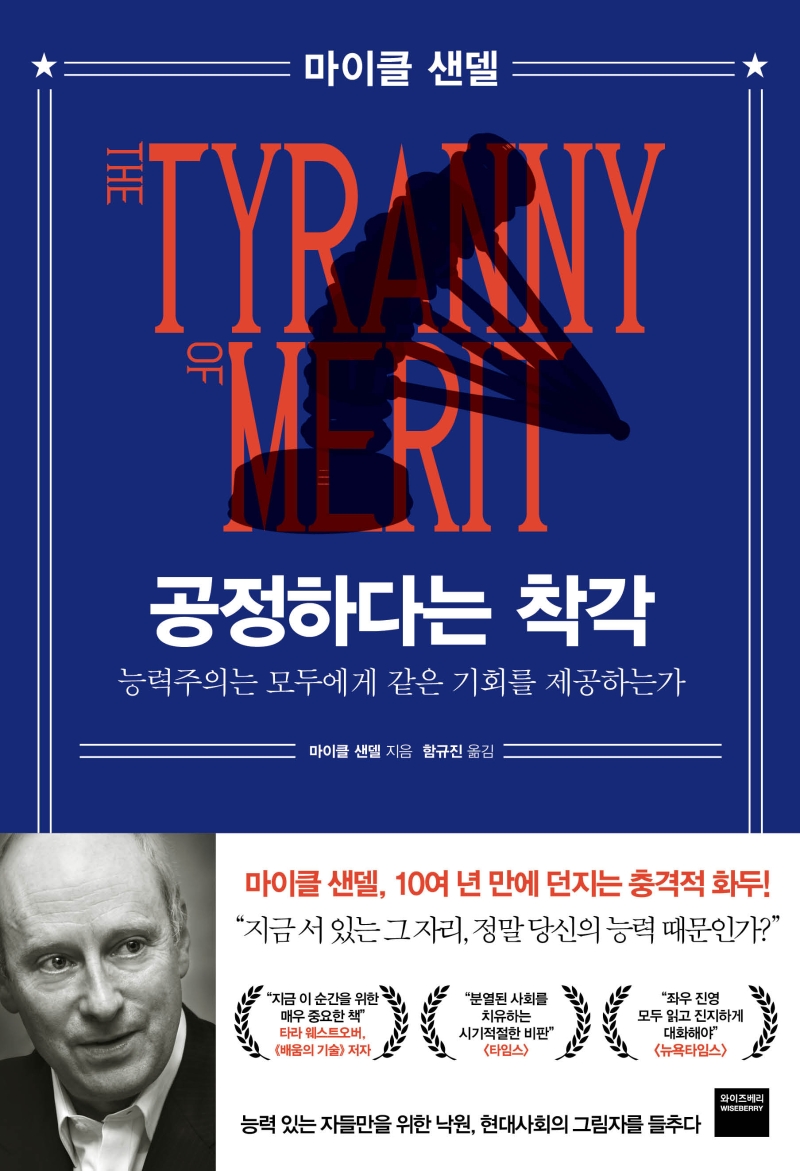 마이클 샌델
THE
TYRANNY
OF
MERIT
공정하다는 착각
능력주의는 모두에게 같은 기회를 제공하는가
마이클 샌델 지음 함규진 옮김
마이클 샌델, 10여 년 만에 던지는 충격적 화두!
“지금 서 있는 그 자리, 정말 당신의 능력 때문인가?”
“지금 이 순간을 위한
매우 중요한 책”
타라 웨스트오버,
《배움의 기술》 저자
“분열된 사회를
치유하는
시기적절한 비판”
〈타임스〉
“좌우 진영
모두 읽고 진지하게
대화해야”
〈뉴욕타임스〉
능력 있는 자들만을 위한 낙원, 현대사회의 그림자를 들추다
와이즈베리
WISEBERRY